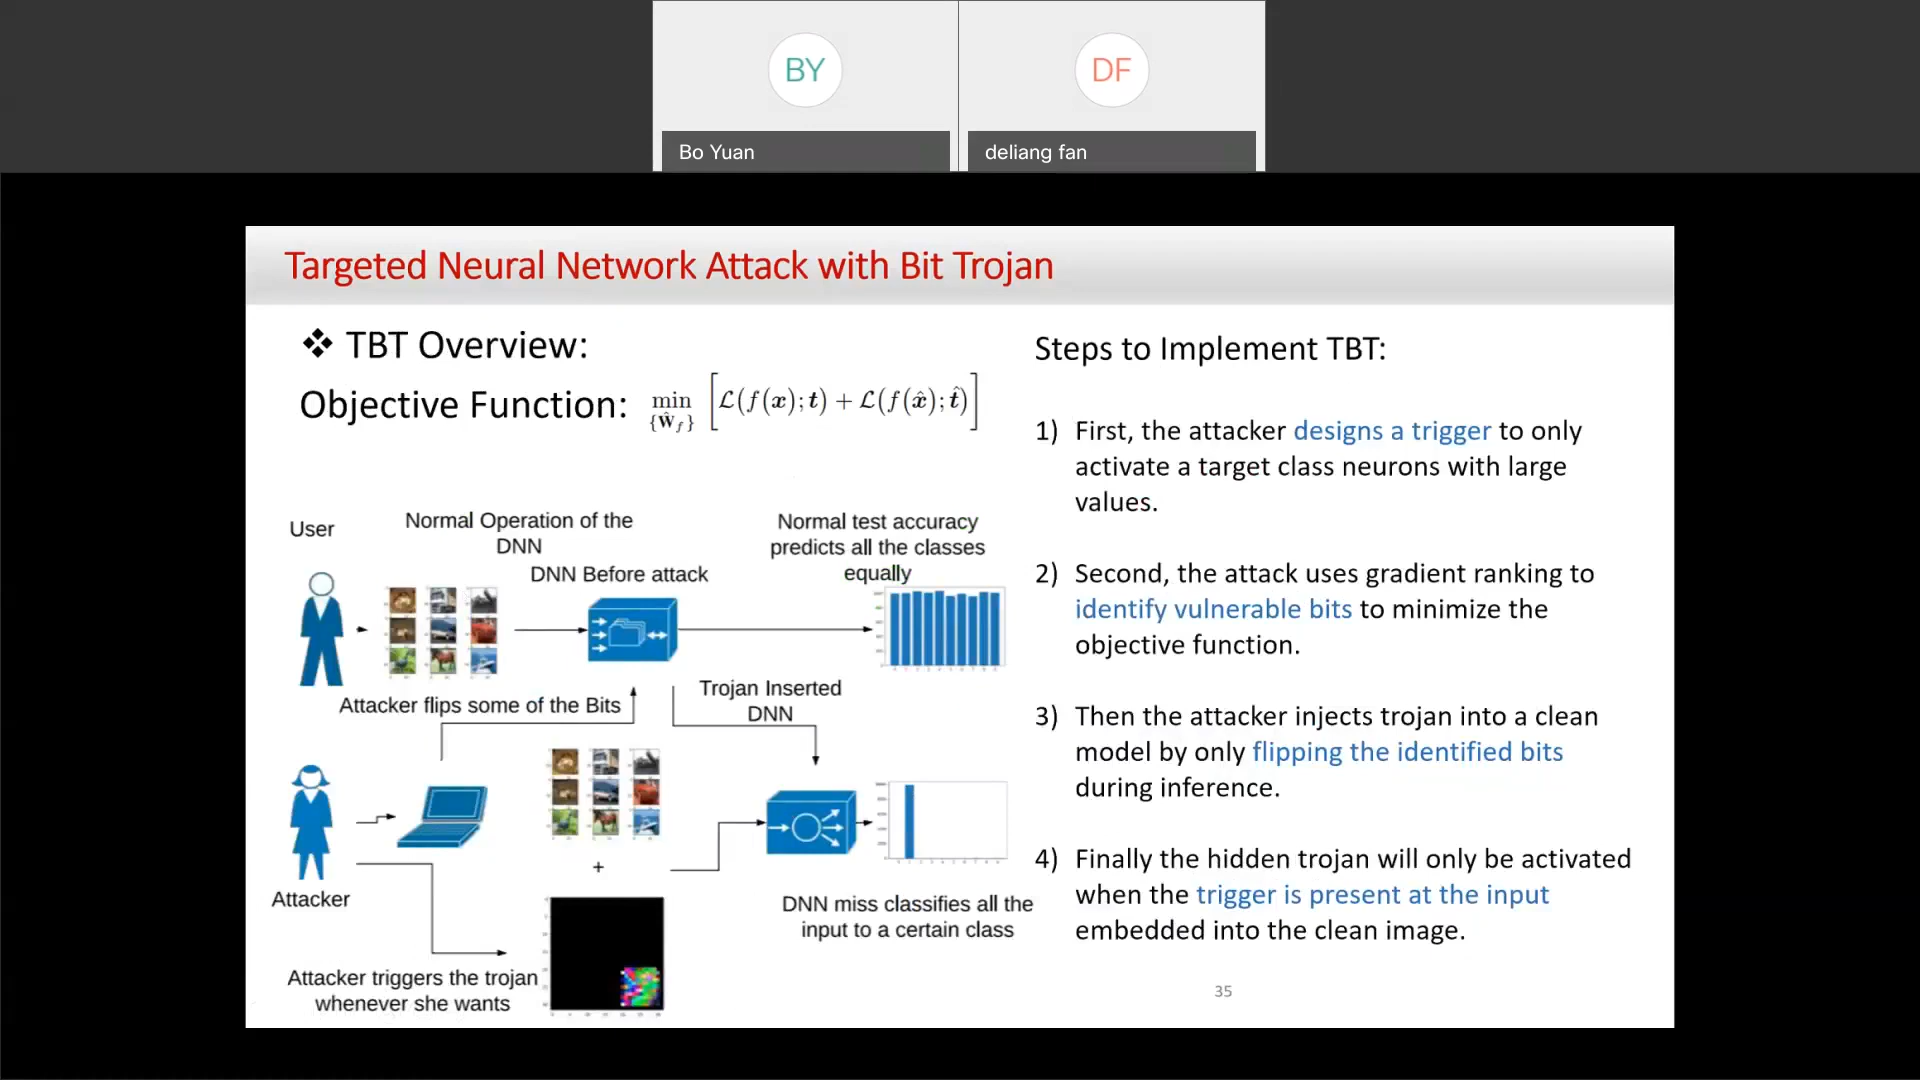 BY
DF
Bo Yuan
deliang fan
Targeted Neural Network Attack with Bit Trojan
❖ TBT Overview:
Objective Function: min {Ŵf} [ℒ(f(x); t) + ℒ(f(x̂); t̂)]
User
Normal Operation of the
DNN
DNN Before attack
Normal test accuracy
predicts all the classes
equally
Attacker flips some of the Bits
Trojan Inserted
DNN
+
Attacker
DNN miss classifies all the
input to a certain class
Attacker triggers the trojan
whenever she wants
Steps to Implement TBT:
1) First, the attacker designs a trigger to only
activate a target class neurons with large
values.
2) Second, the attack uses gradient ranking to
identify vulnerable bits to minimize the
objective function.
3) Then the attacker injects trojan into a clean
model by only flipping the identified bits
during inference.
4) Finally the hidden trojan will only be activated
when the trigger is present at the input
embedded into the clean image.
35